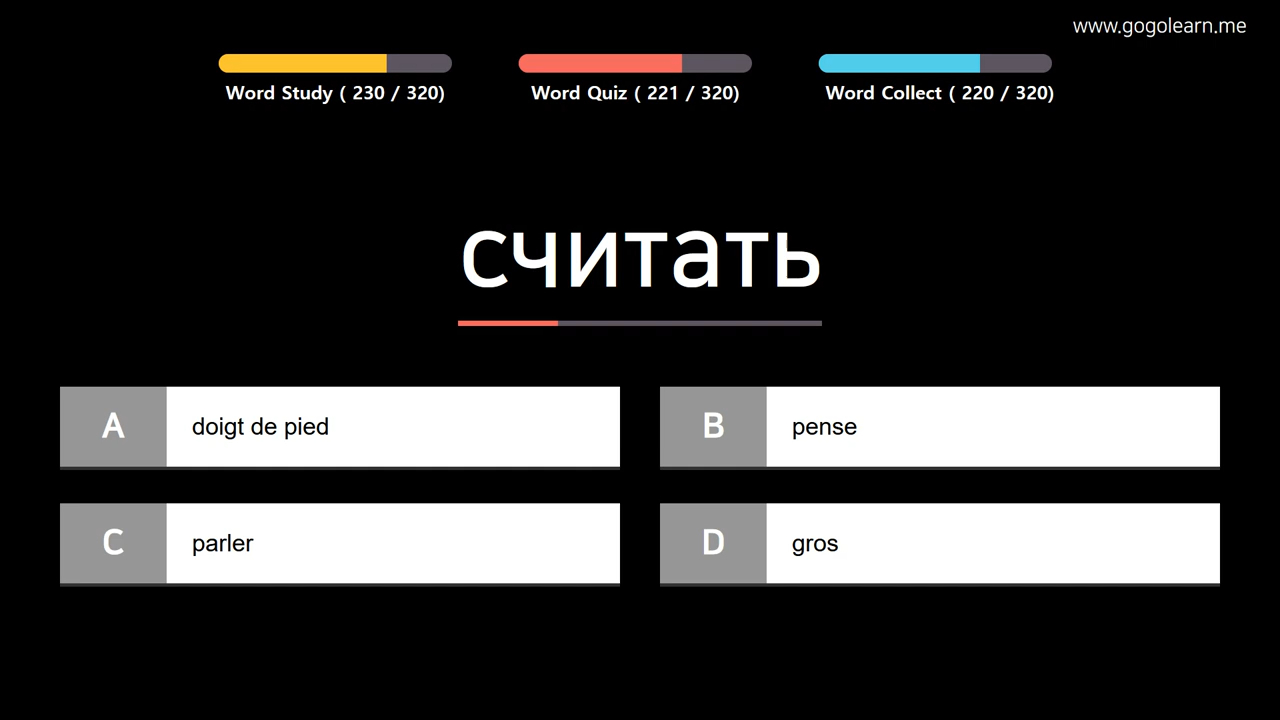 www.gogolearn.me
Word Study ( 230 / 320)
Word Quiz ( 221 / 320)
Word Collect ( 220 / 320)
считать
A doigt de pied
B pense
C parler
D gros